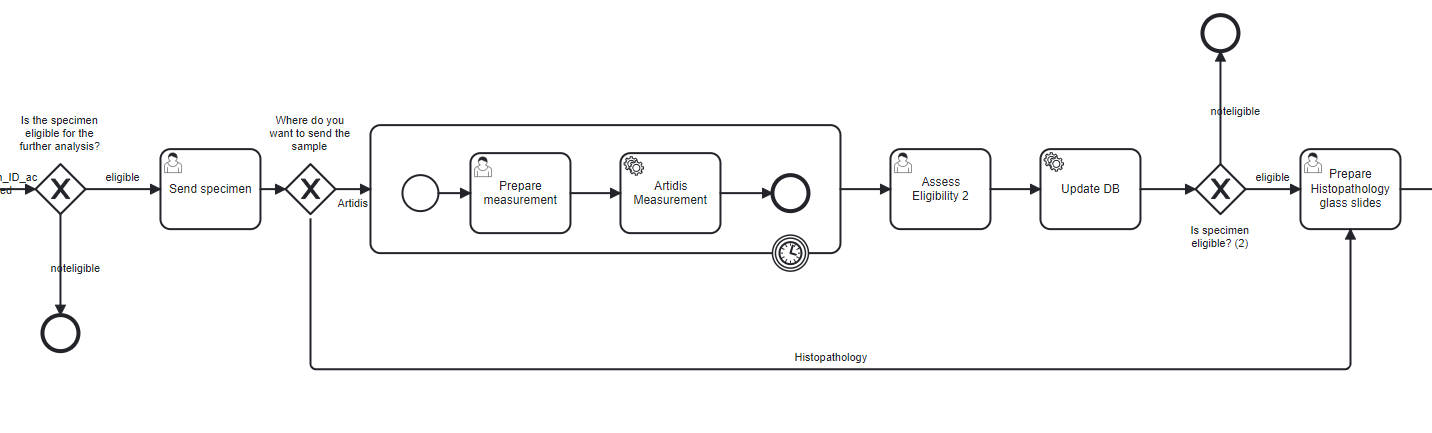 Is the specimen
eligible for the
further analysis?
n_ID_ac
ed
eligible
noteligible
Send specimen
Where do you
want to send the
sample
Artidis
Prepare
measurement
Artidis
Measurement
Assess
Eligibility 2
Update DB
noteligible
Is specimen
eligible? (2)
eligible
Prepare
Histopathology
glass slides
Histopathology